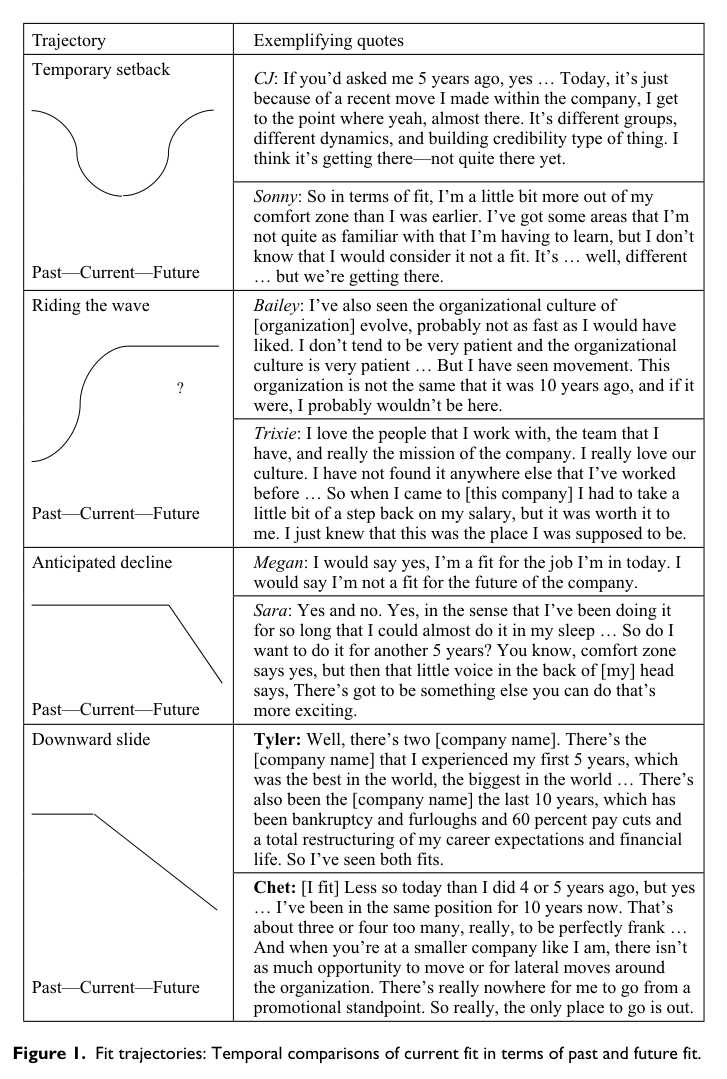 Trajectory
Exemplifying quotes
Temporary setback
Past—Current—Future
CJ: If you’d asked me 5 years ago, yes … Today, it’s just
because of a recent move I made within the company, I get
to the point where yeah, almost there. It’s different groups,
different dynamics, and building credibility type of thing. I
think it’s getting there—not quite there yet.
Sonny: So in terms of fit, I’m a little bit more out of my
comfort zone than I was earlier. I’ve got some areas that I’m
not quite as familiar with that I’m having to learn, but I don’t
know that I would consider it not a fit. It’s … well, different
… but we’re getting there.
Riding the wave
?
Past—Current—Future
Bailey: I’ve also seen the organizational culture of
[organization] evolve, probably not as fast as I would have
liked. I don’t tend to be very patient and the organizational
culture is very patient … But I have seen movement. This
organization is not the same that it was 10 years ago, and if it
were, I probably wouldn’t be here.
Trixie: I love the people that I work with, the team that I
have, and really the mission of the company. I really love our
culture. I have not found it anywhere else that I’ve worked
before … So when I came to [this company] I had to take a
little bit of a step back on my salary, but it was worth it to
me. I just knew that this was the place I was supposed to be.
Anticipated decline
Past—Current—Future
Megan: I would say yes, I’m a fit for the job I’m in today. I
would say I’m not a fit for the future of the company.
Sara: Yes and no. Yes, in the sense that I’ve been doing it
for so long that I could almost do it in my sleep … So do I
want to do it for another 5 years? You know, comfort zone
says yes, but then that little voice in the back of [my] head
says, There’s got to be something else you can do that’s
more exciting.
Downward slide
Past—Current—Future
Tyler: Well, there’s two [company name]. There’s the
[company name] that I experienced my first 5 years, which
was the best in the world, the biggest in the world … There’s
also been the [company name] the last 10 years, which has
been bankruptcy and furloughs and 60 percent pay cuts and
a total restructuring of my career expectations and financial
life. So I’ve seen both fits.
Chet: [I fit] Less so today than I did 4 or 5 years ago, but yes
… I’ve been in the same position for 10 years now. That’s
about three or four too many, really, to be perfectly frank …
And when you’re at a smaller company like I am, there isn’t
as much opportunity to move or for lateral moves around
the organization. There’s really nowhere for me to go from a
promotional standpoint. So really, the only place to go is out.
Figure 1. Fit trajectories: Temporal comparisons of current fit in terms of past and future fit.